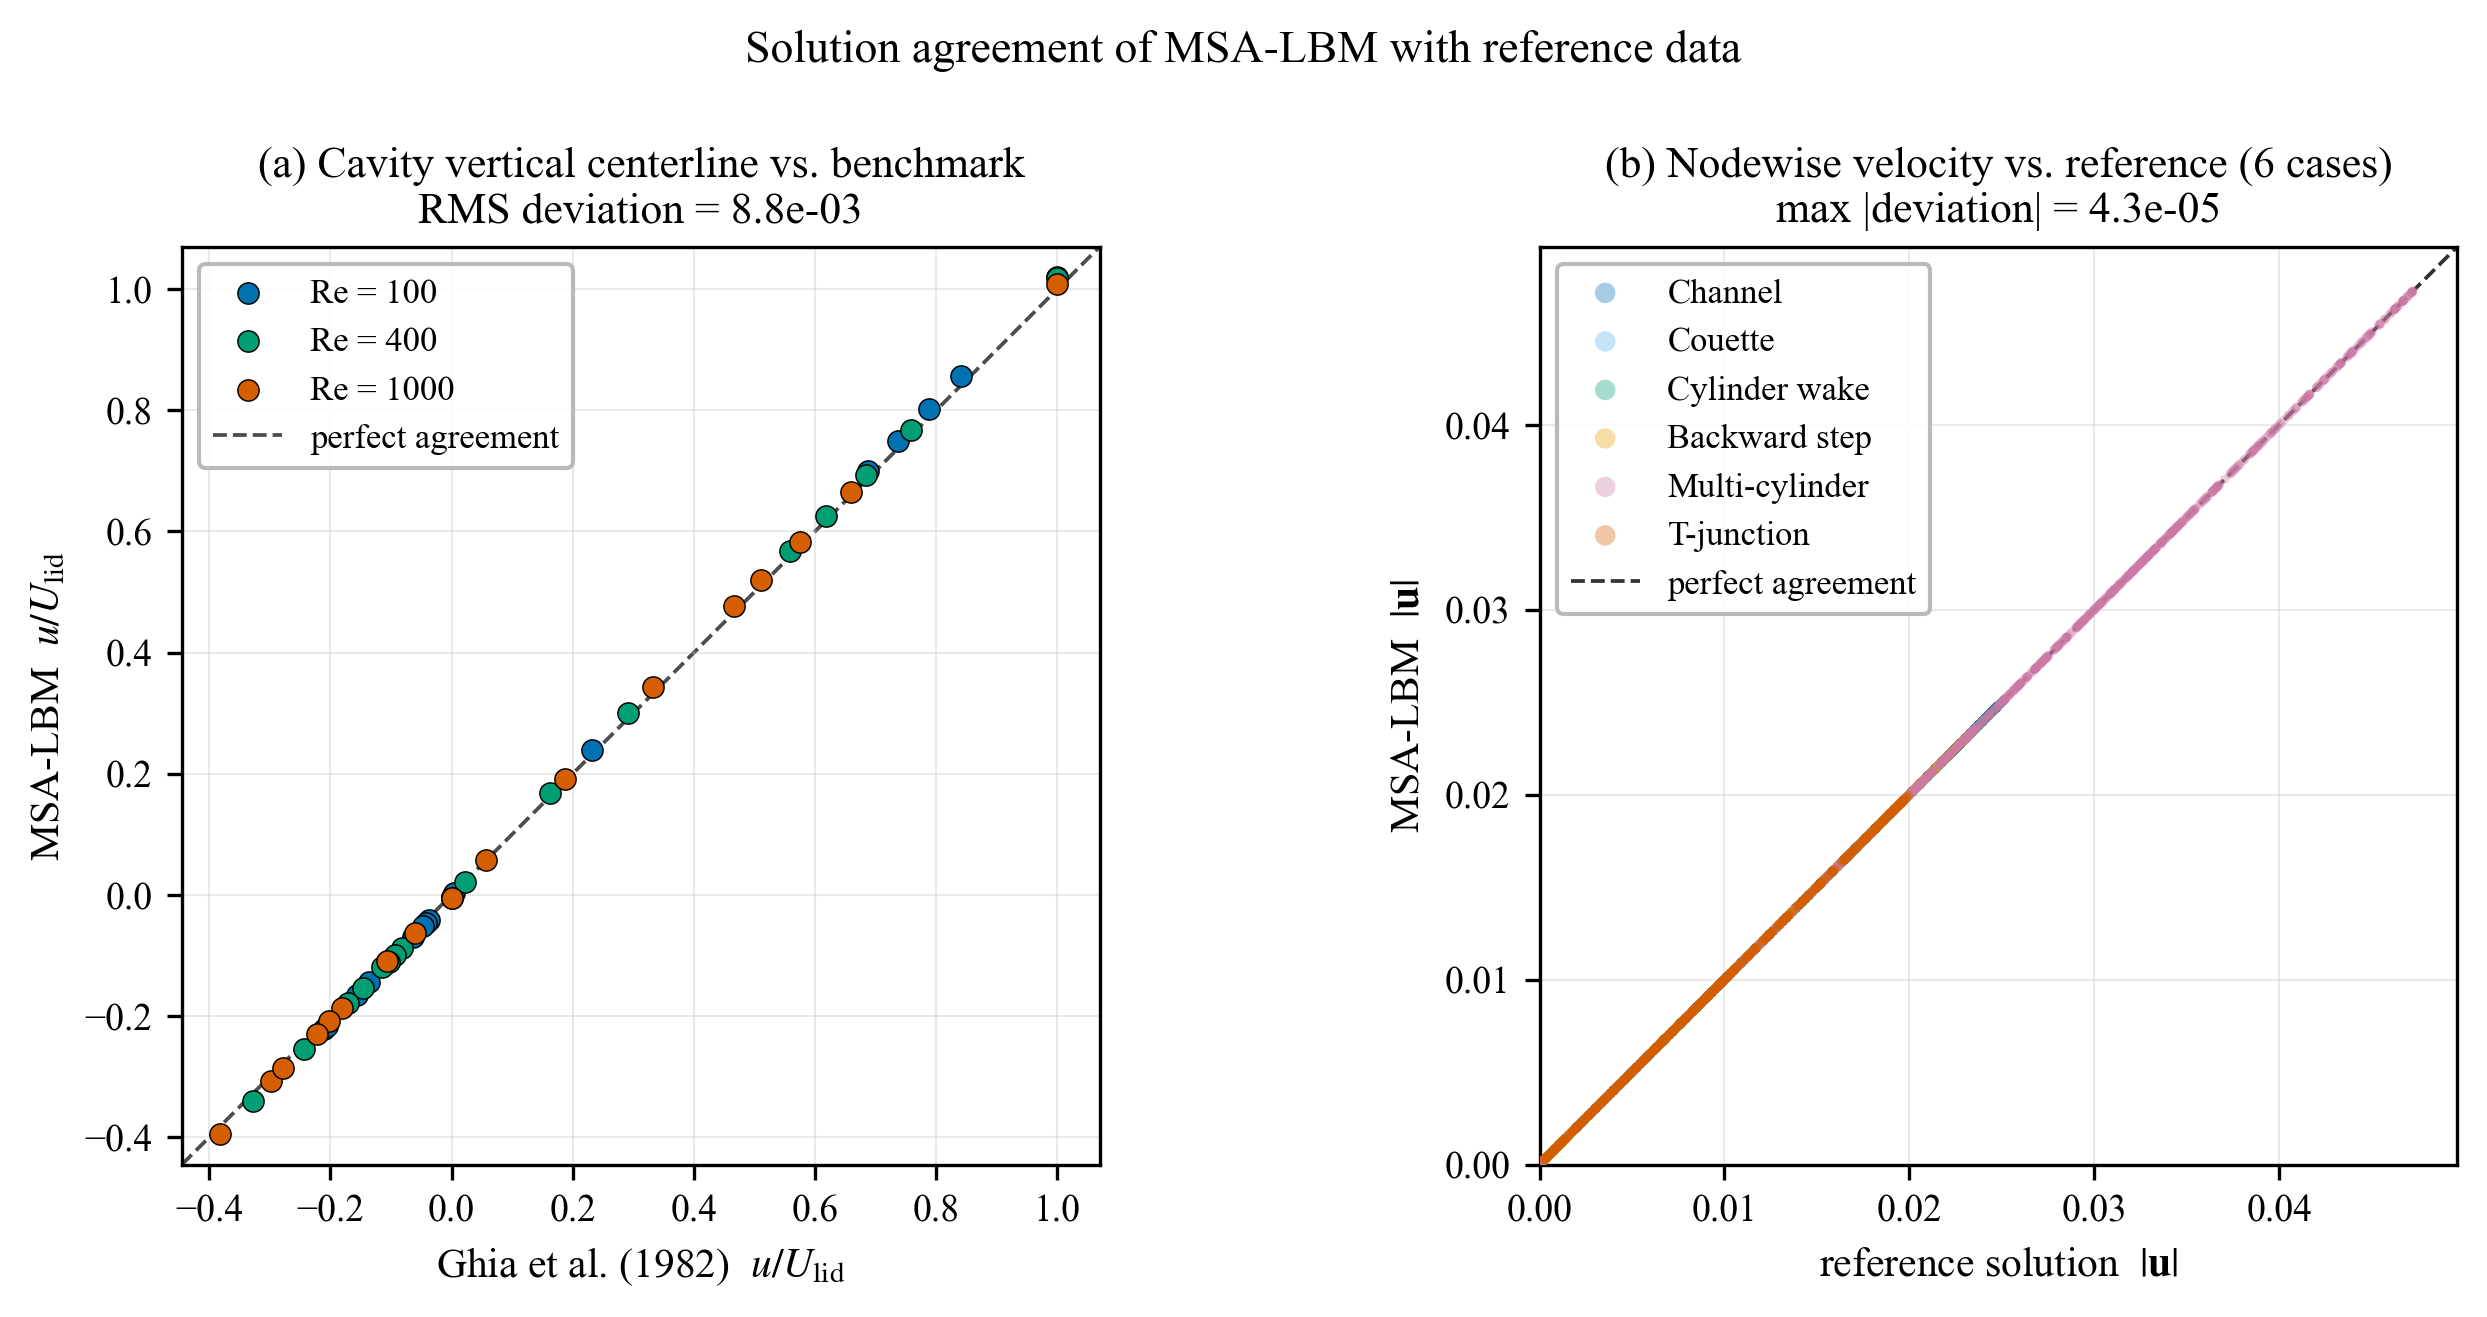 Solution agreement of MSA-LBM with reference data
(a) Cavity vertical centerline vs. benchmark
RMS deviation = 8.8e-03
Re = 100
Re = 400
Re = 1000
perfect agreement
1.0
0.8
0.6
0.4
0.2
0.0
−0.2
−0.4
MSA-LBM u/U_lid
−0.4 −0.2 0.0 0.2 0.4 0.6 0.8 1.0
Ghia et al. (1982) u/U_lid
(b) Nodewise velocity vs. reference (6 cases)
max |deviation| = 4.3e-05
Channel
Couette
Cylinder wake
Backward step
Multi-cylinder
T-junction
perfect agreement
0.04
0.03
0.02
0.01
0.00
MSA-LBM |u|
0.00 0.01 0.02 0.03 0.04
reference solution |u|